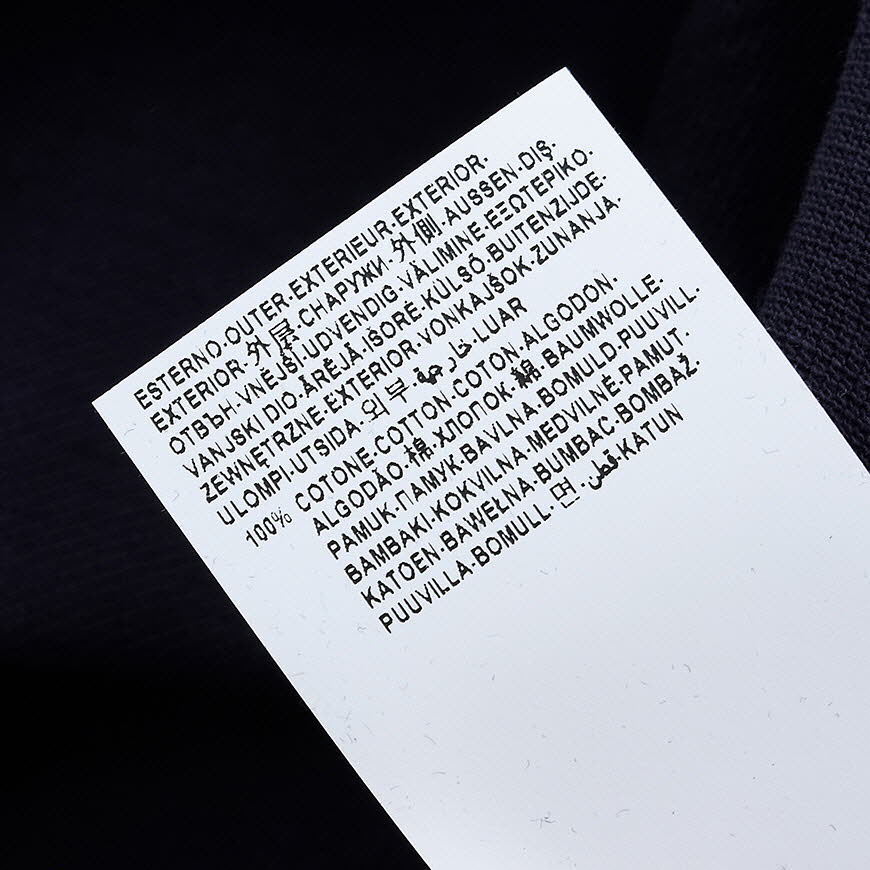 ESTERNO·OUTER·EXTERIEUR·EXTERIOR·
EXTERIOR·外層·СНАРУЖИ·外側·AUSSEN·DIŞ·
ОТВЪН·VNĚJŠÍ·UDVENDIG·VÄLIMINE·ΕΞΩΤΕΡΙΚΟ·
VANJSKI DIO·ĀRĒJĀ·IŠORĖ·KÜLSŐ·BUITENZIJDE·
ZEWNĘTRZNE·EXTERIOR·VONKAJŠOK·ZUNANJA·
ULOMPI·UTSIDA·외부·خارجية·LUAR
100% COTONE·COTTON·COTON·ALGODÓN·
ALGODÃO·棉·ХЛОПОК·綿·BAUMWOLLE·
PAMUK·ПАМУК·BAVLNA·BOMULD·PUUVILL·
BAMBAKI·KOKVILNA·MEDVILNĖ·PAMUT·
KATOEN·BAWEŁNA·BUMBAC·BOMBAŽ·
PUUVILLA·BOMULL·면·قطن·KATUN